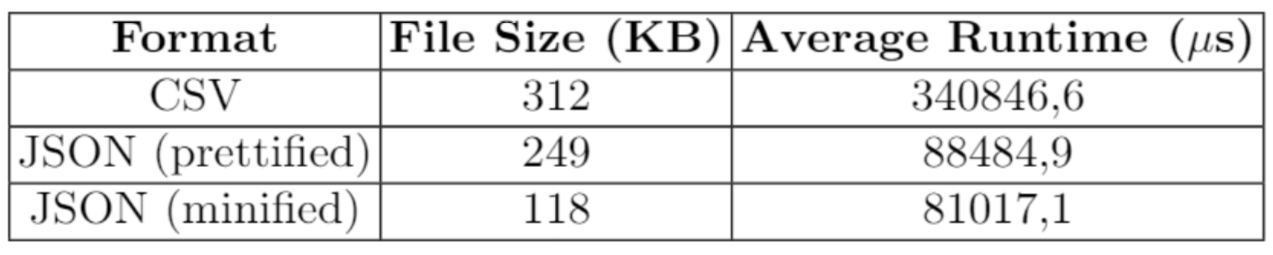 Format File Size (KB) Average Runtime (μs)
CSV 312 340846,6
JSON (prettified) 249 88484,9
JSON (minified) 118 81017,1